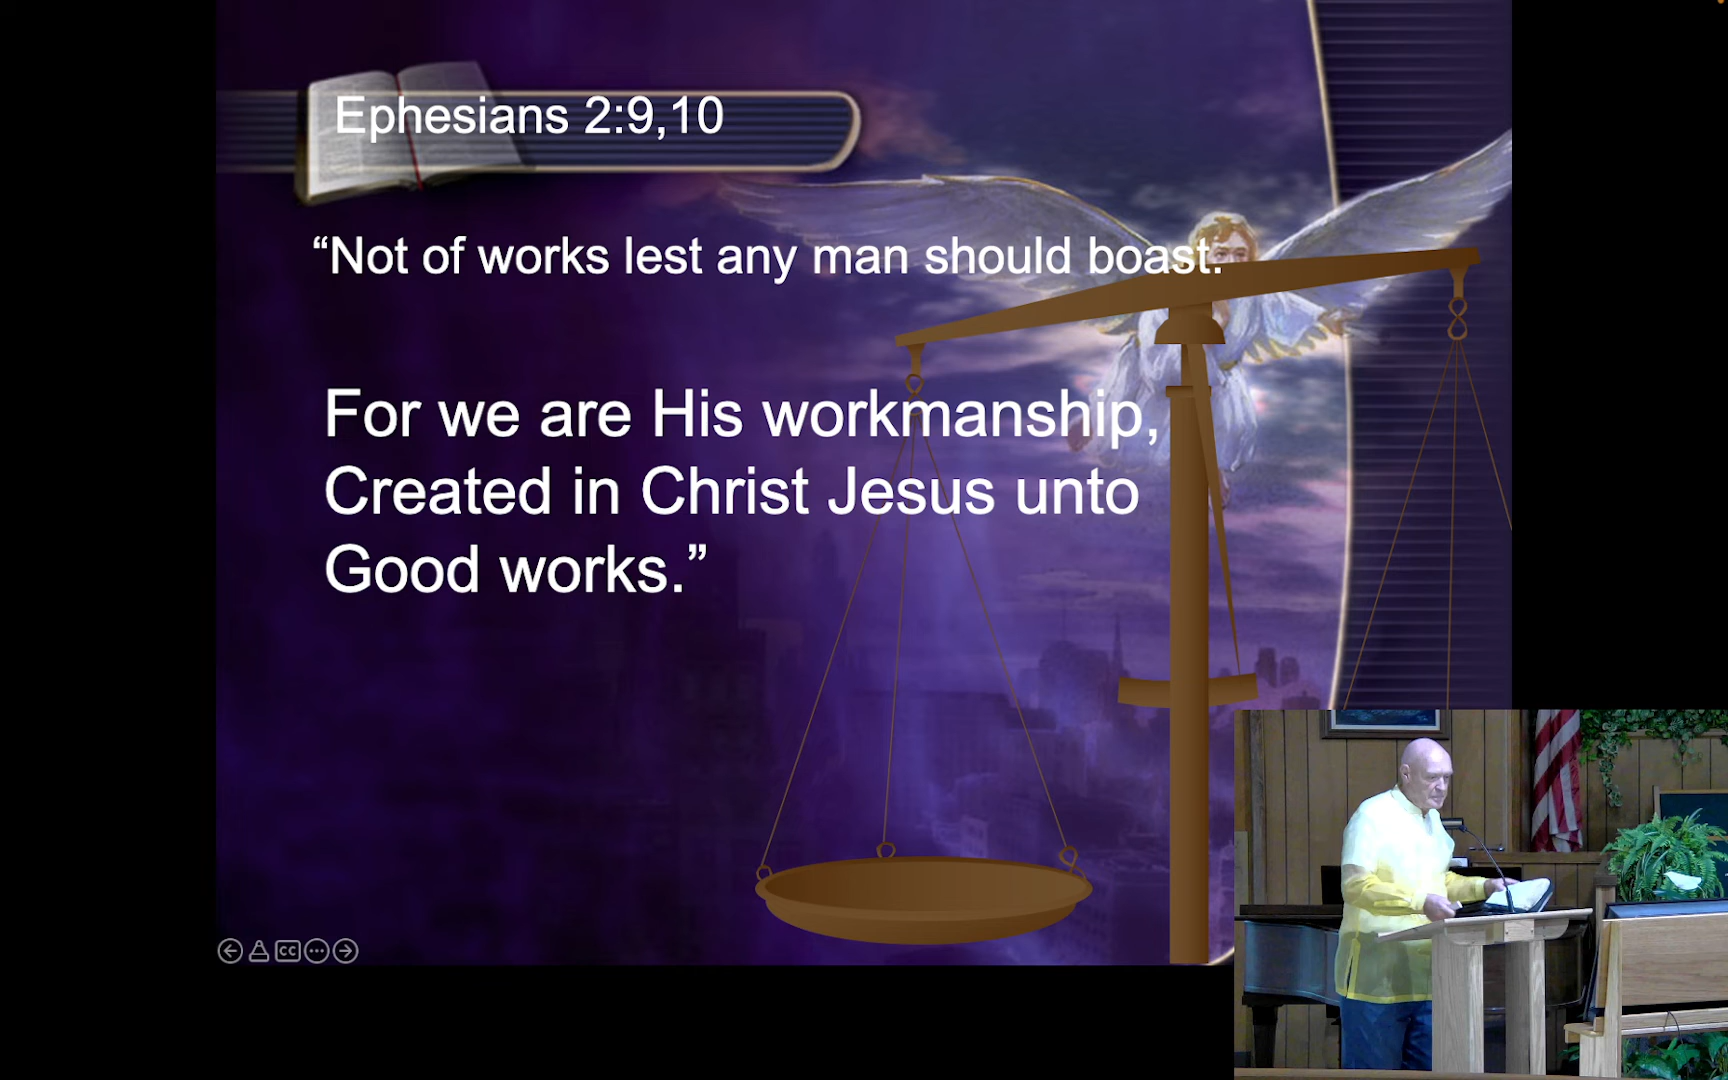 Ephesians 2:9,10
“Not of works lest any man should boast.
For we are His workmanship,
Created in Christ Jesus unto
Good works.”
CC